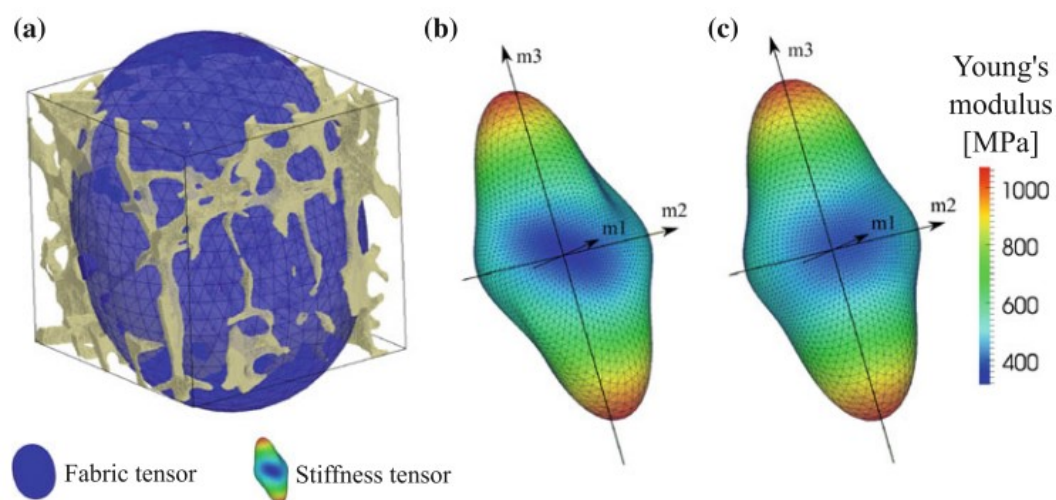 (a)
(b)
(c)
m3
m2
m1
m3
m2
m1
Young's
modulus
[MPa]
1000
800
600
400
Fabric tensor
Stiffness tensor